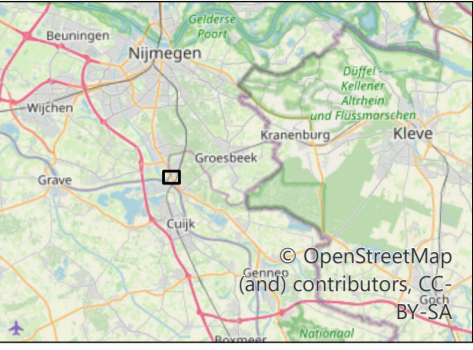 Gelderse
Poort
Beuningen
Nijmegen
Düffel -
Kellener
Altrhein
und Flussmarschen
Wijchen
Kranenburg
Kleve
Groesbeek
Grave
Cuijk
© OpenStreetMap
(and) contributors, CC-
BY-SA
Gennep
Goch
Boxmeer
Nationaal